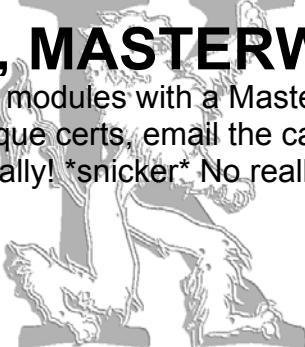 , MASTERW
modules with a Maste
que certs, email the ca
ally! *snicker* No reall